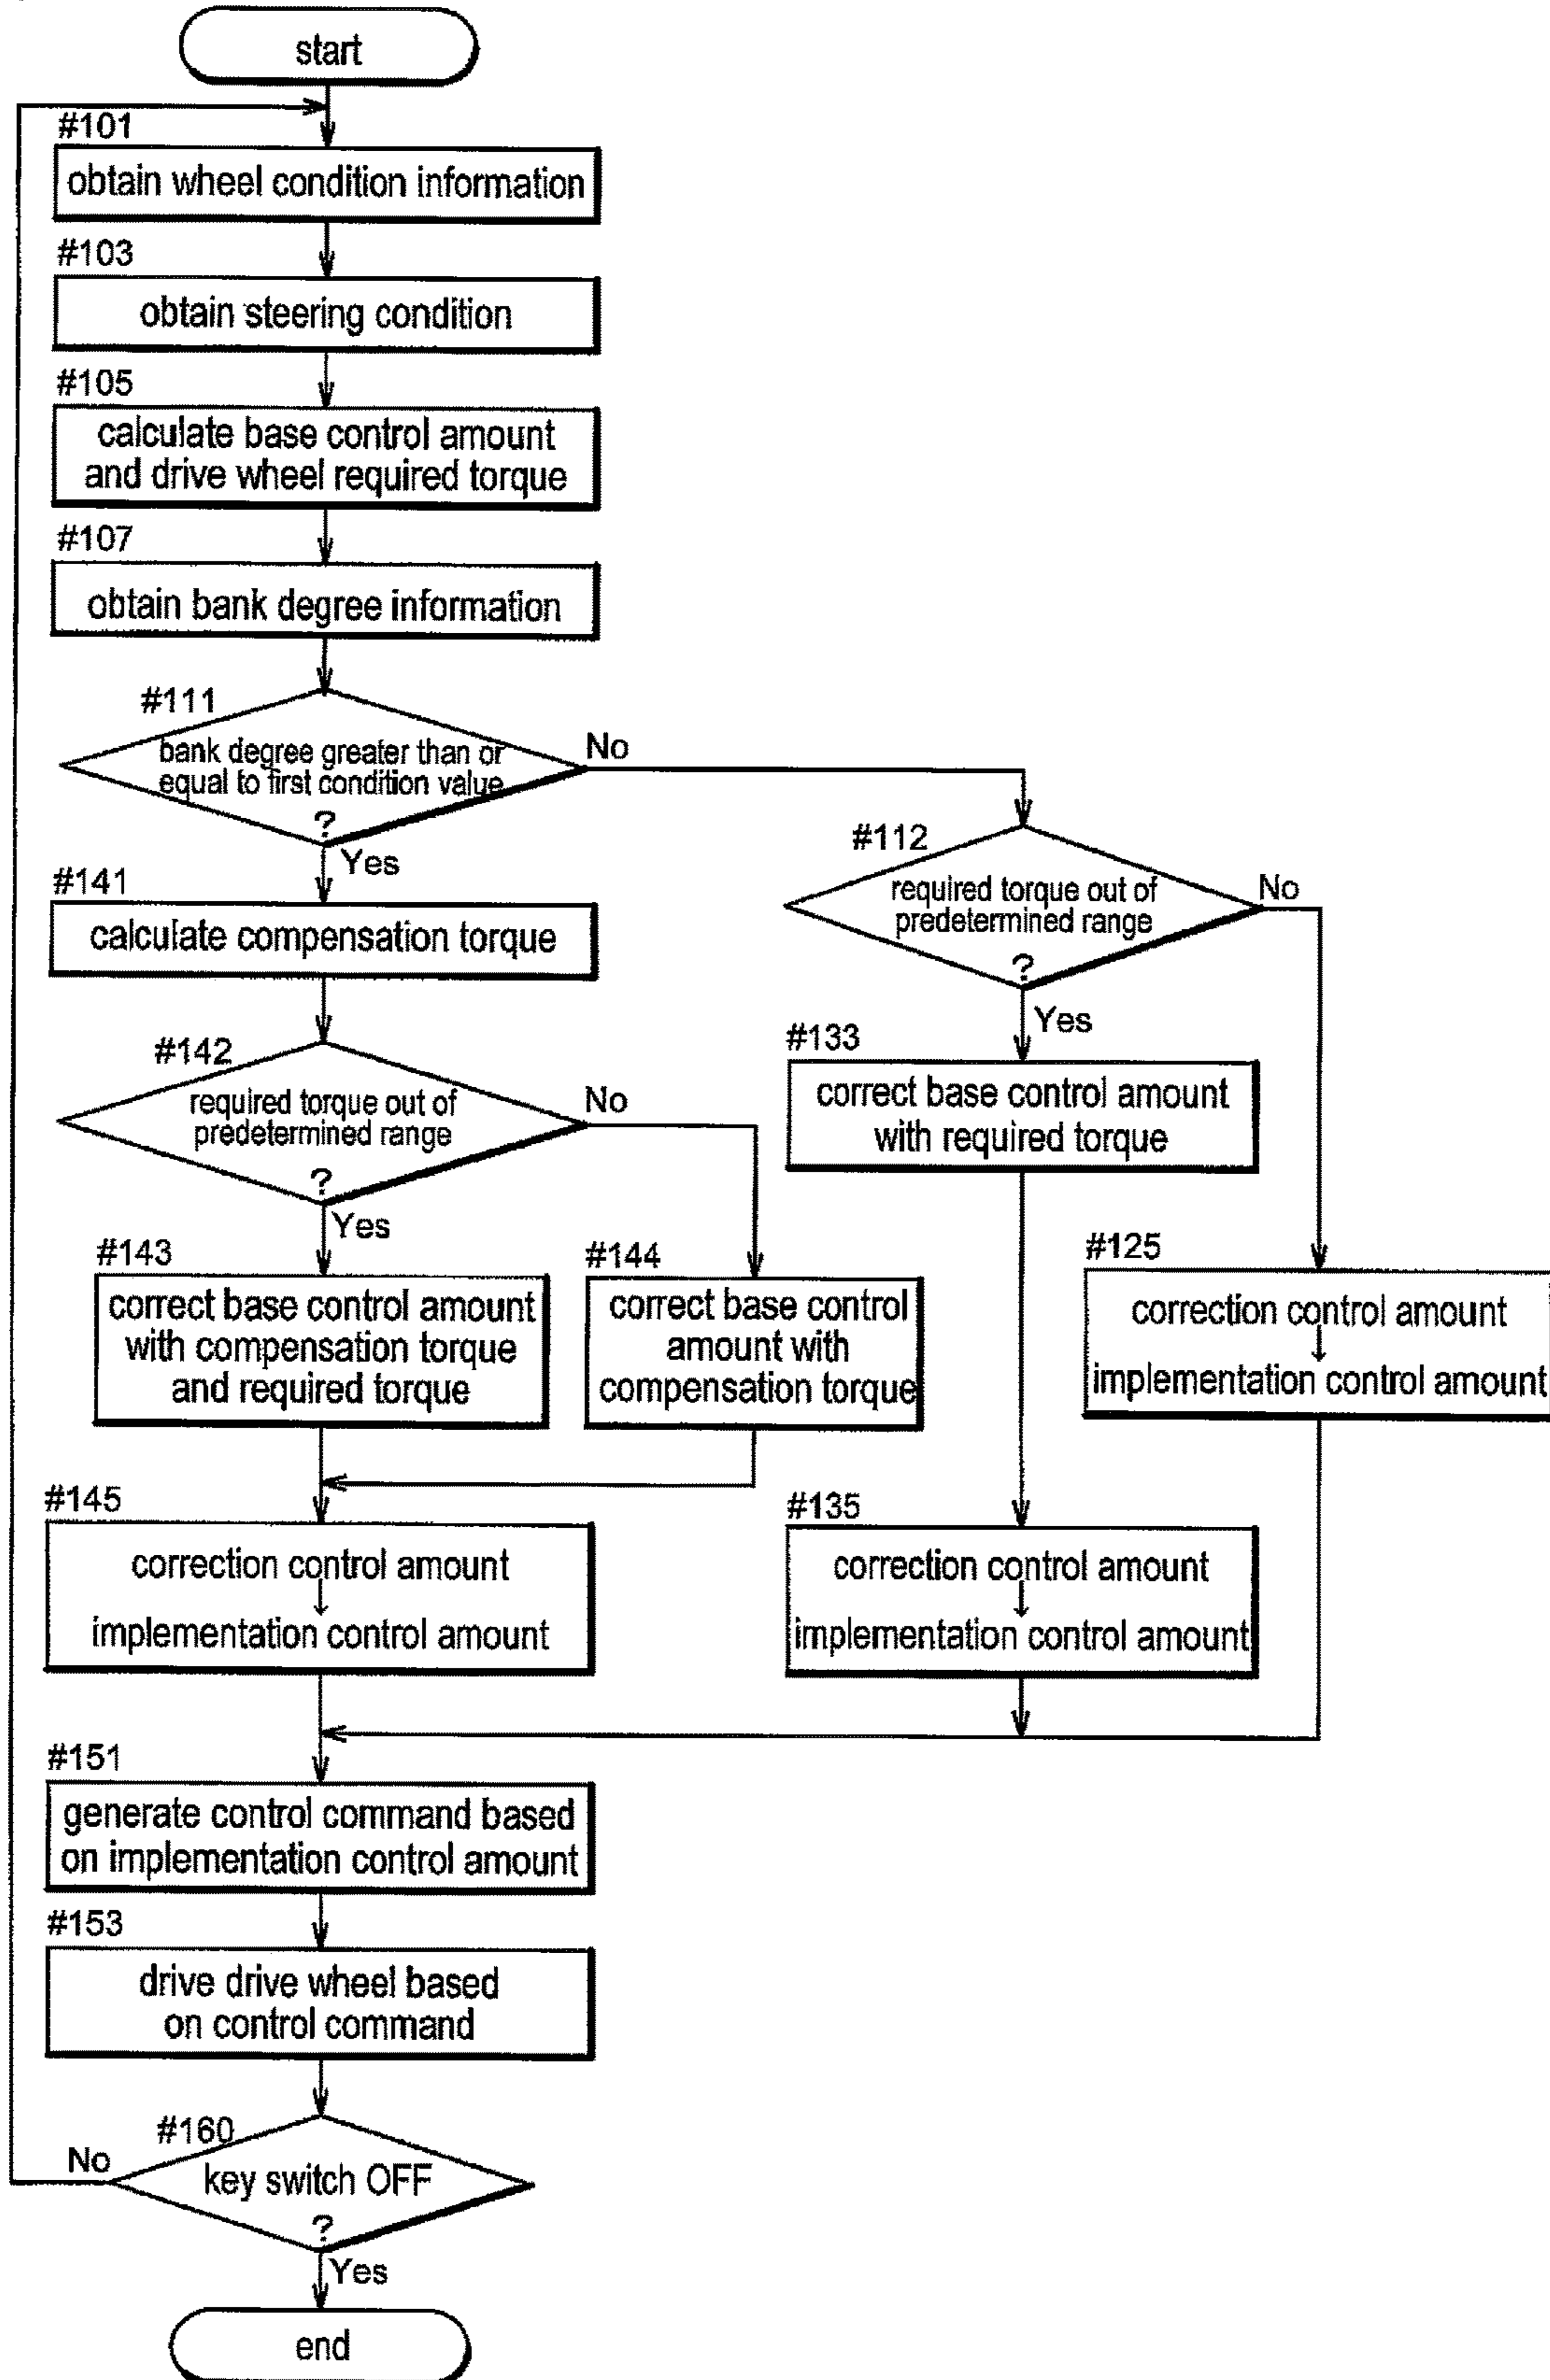 start
#101
obtain wheel condition information
#103
obtain steering condition
#105
calculate base control amount
and drive wheel required torque
#107
obtain bank degree information
#111
bank degree greater than or
equal to first condition value
?
No
Yes
#112
required torque out of
predetermined range
?
No
Yes
#141
calculate compensation torque
#142
required torque out of
predetermined range
?
No
Yes
#133
correct base control amount
with required torque
#143
correct base control amount
with compensation torque
and required torque
#144
correct base control
amount with
compensation torque
#125
correction control amount
↓
implementation control amount
#145
correction control amount
↓
implementation control amount
#135
correction control amount
↓
implementation control amount
#151
generate control command based
on implementation control amount
#153
drive drive wheel based
on control command
#160
No
key switch OFF
?
Yes
end